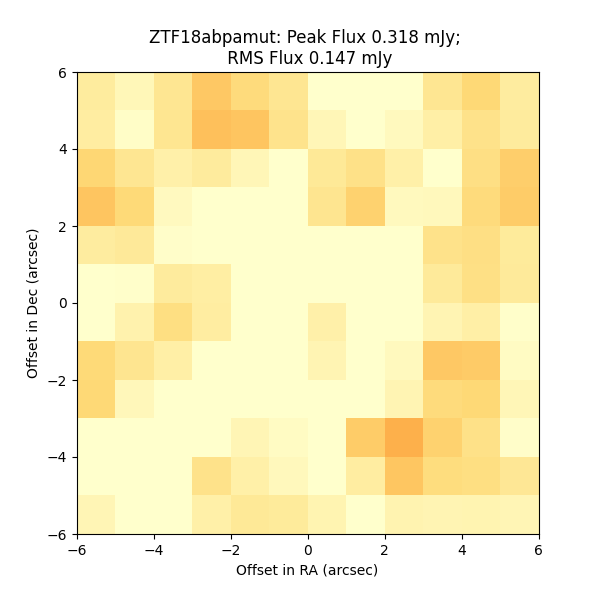 ZTF18abpamut: Peak Flux 0.318 mJy;
RMS Flux 0.147 mJy
6
4
2
0
−2
−4
−6
Offset in Dec (arcsec)
−6 −4 −2 0 2 4 6
Offset in RA (arcsec)